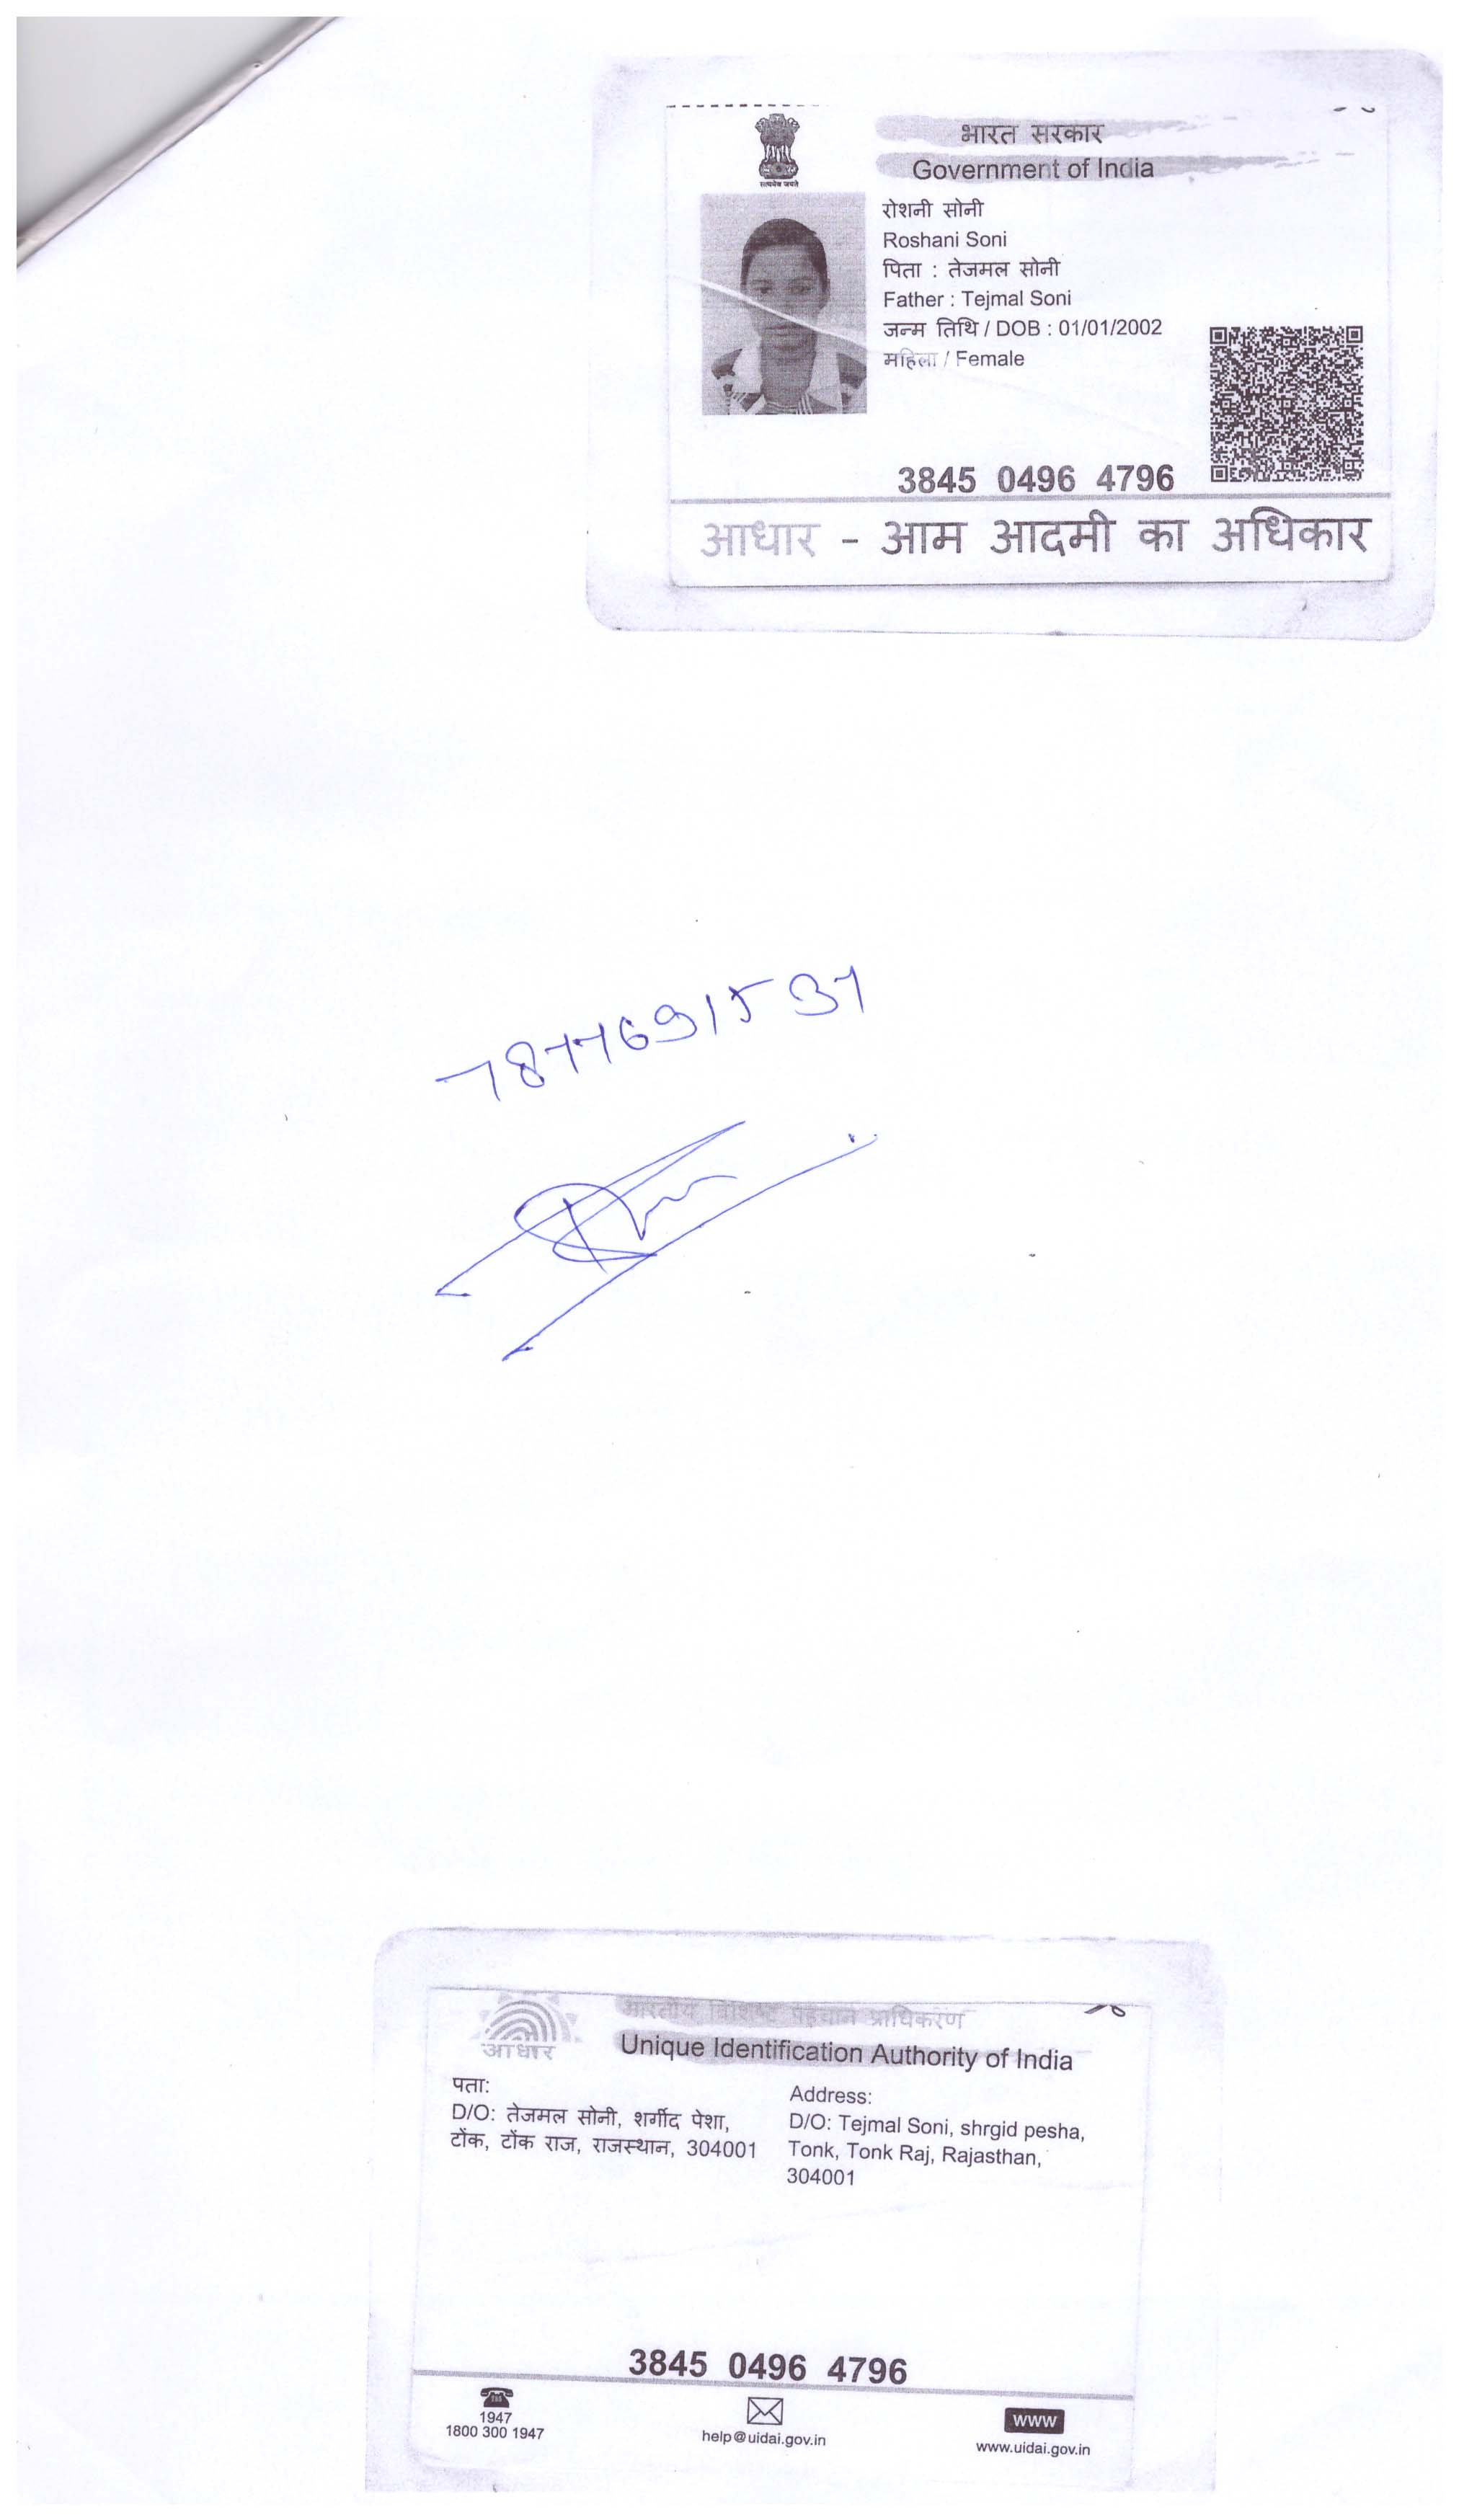 सत्यमेव जयते
भारत सरकार
Government of India
रोशनी सोनी
Roshani Soni
पिता : तेजमल सोनी
Father : Tejmal Soni
जन्म तिथि / DOB : 01/01/2002
महिला / Female
3845 0496 4796
आधार - आम आदमी का अधिकार
7877691531
भारतीय विशिष्ट पहचान प्राधिकरण
Unique Identification Authority of India
आधार
पता:
D/O: तेजमल सोनी, शर्गीद पेशा,
टोंक, टोंक राज, राजस्थान, 304001
Address:
D/O: Tejmal Soni, shrgid pesha,
Tonk, Tonk Raj, Rajasthan,
304001
3845 0496 4796
1947
1800 300 1947
help@uidai.gov.in
www
www.uidai.gov.in